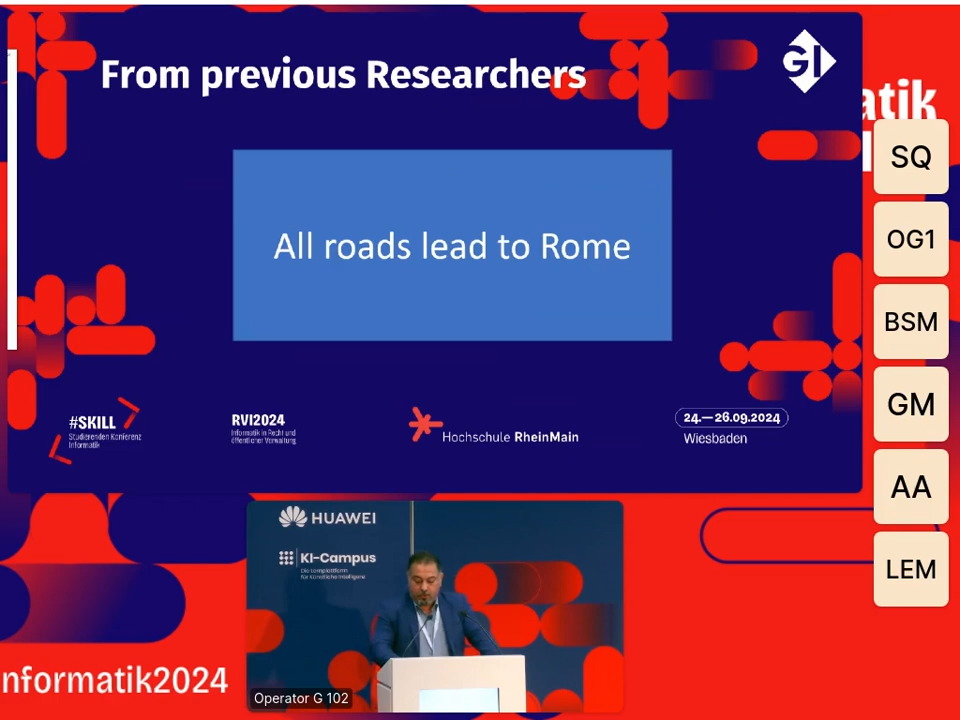 From previous Researchers
GI
All roads lead to Rome
#SKILL
Studierenden Konferenz
Informatik
RVI2024
Informatik in Recht und
öffentlicher Verwaltung
Hochschule RheinMain
24.—26.09.2024
Wiesbaden
atik
SQ
OG1
BSM
GM
AA
LEM
HUAWEI
KI-Campus
Die Lernplattform
für Künstliche Intelligenz
Operator G 102
nformatik2024